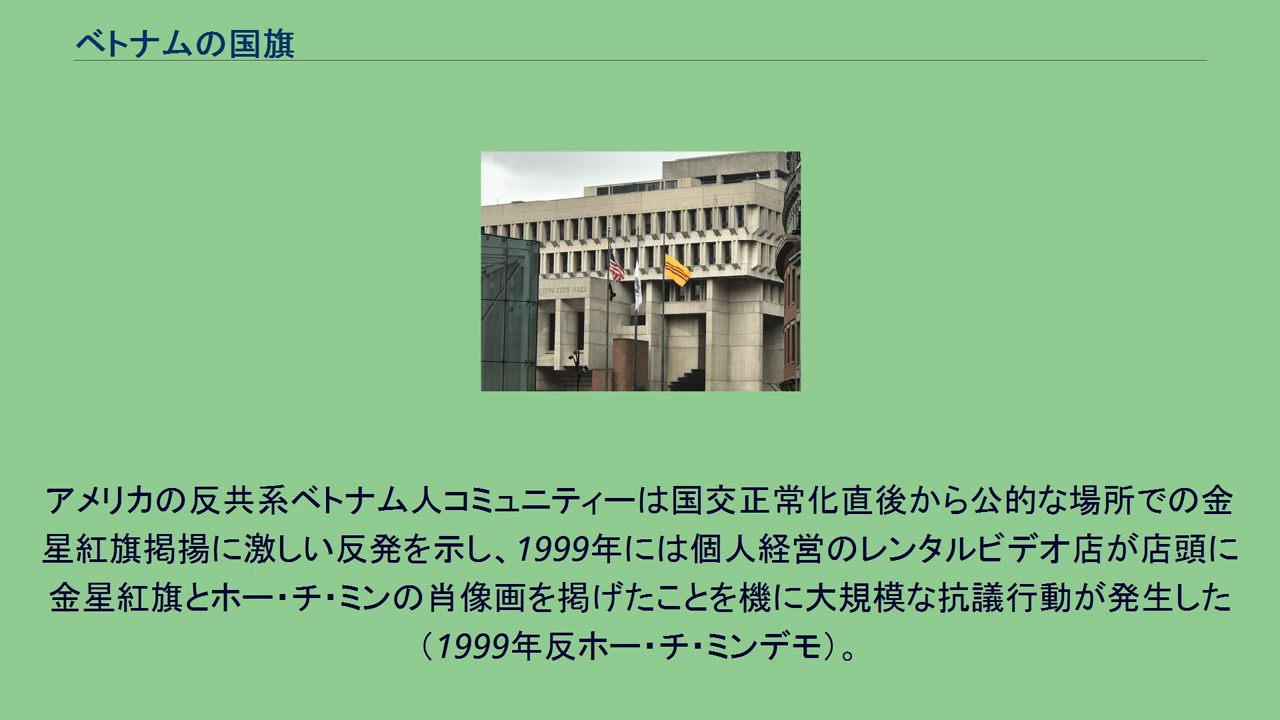 ベトナムの国旗
CITY HALL
アメリカの反共系ベトナム人コミュニティーは国交正常化直後から公的な場所での金
星紅旗掲揚に激しい反発を示し、1999年には個人経営のレンタルビデオ店が店頭に
金星紅旗とホー・チ・ミンの肖像画を掲げたことを機に大規模な抗議行動が発生した
（1999年反ホー・チ・ミンデモ）。